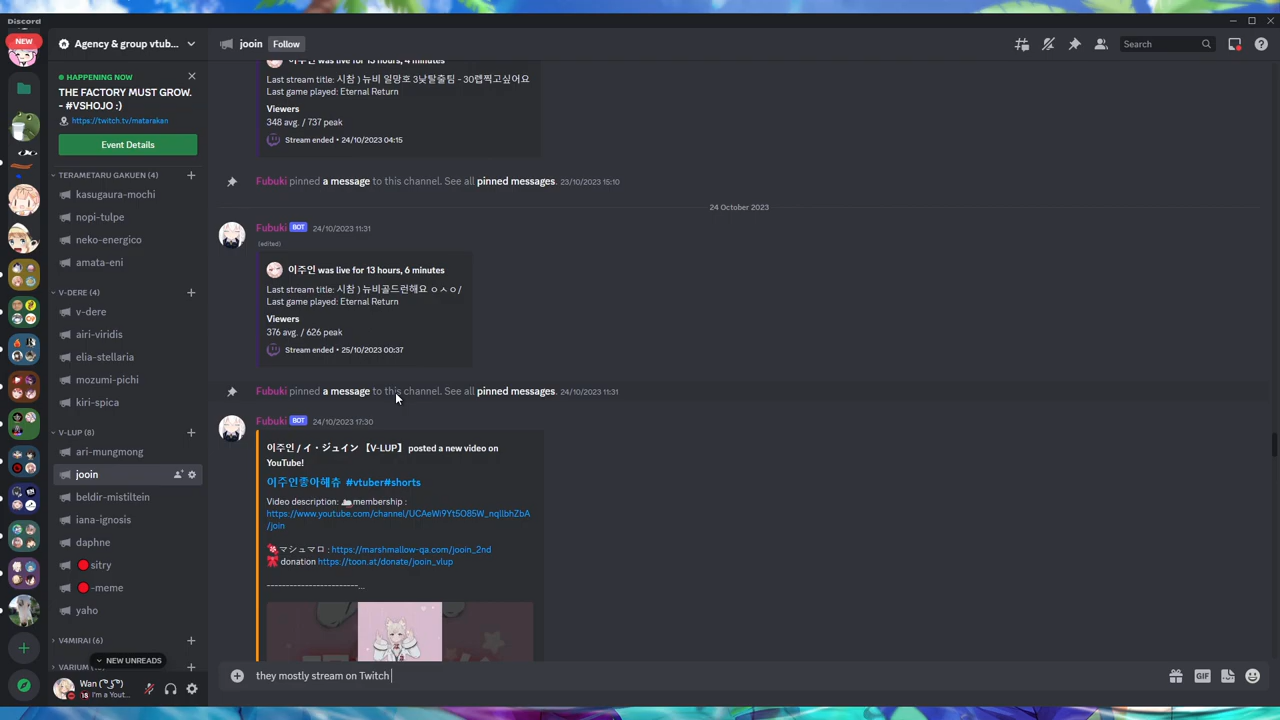 Discord
NEW
Agency & group vtub...
jooin
Follow
Search
HAPPENING NOW
THE FACTORY MUST GROW.
- #VSHOJO :)
https://twitch.tv/matarakan
Event Details
TERAMETARU GAKUEN (4)
kasugaura-mochi
nopi-tulpe
neko-energico
amata-eni
V-DERE (4)
v-dere
airi-viridis
elia-stellaria
mozumi-pichi
kiri-spica
V-LUP (8)
ari-mungmong
jooin
beldir-mistiltein
iana-ignosis
daphne
sitry
-meme
yaho
V4MIRAI (6)
NEW UNREADS
Wan
was live for 13 hours, 4 minutes
Last stream title: 시참 ) 뉴비 일망호 3낮탈출팀 - 30랩찍고싶어요
Last game played: Eternal Return
Viewers
348 avg. / 737 peak
Stream ended • 24/10/2023 04:15
Fubuki pinned a message to this channel. See all pinned messages. 23/10/2023 15:10
24 October 2023
Fubuki BOT 24/10/2023 11:31
(edited)
이주인 was live for 13 hours, 6 minutes
Last stream title: 시참 ) 뉴비골드런해요 ㅇㅅㅇ/
Last game played: Eternal Return
Viewers
376 avg. / 626 peak
Stream ended • 25/10/2023 00:37
Fubuki pinned a message to this channel. See all pinned messages. 24/10/2023 11:31
Fubuki BOT 24/10/2023 17:30
이주인 / イ・ジュイン 【V-LUP】 posted a new video on
YouTube!
이주인좋아해츄 #vtuber#shorts
Video description: membership :
https://www.youtube.com/channel/UCAeWi9Yt5O85W_nqllbhZbA
/join
マシュマロ : https://marshmallow-qa.com/jooin_2nd
donation https://toon.at/donate/jooin_vlup
------------------------...
they mostly stream on Twitch
GIF